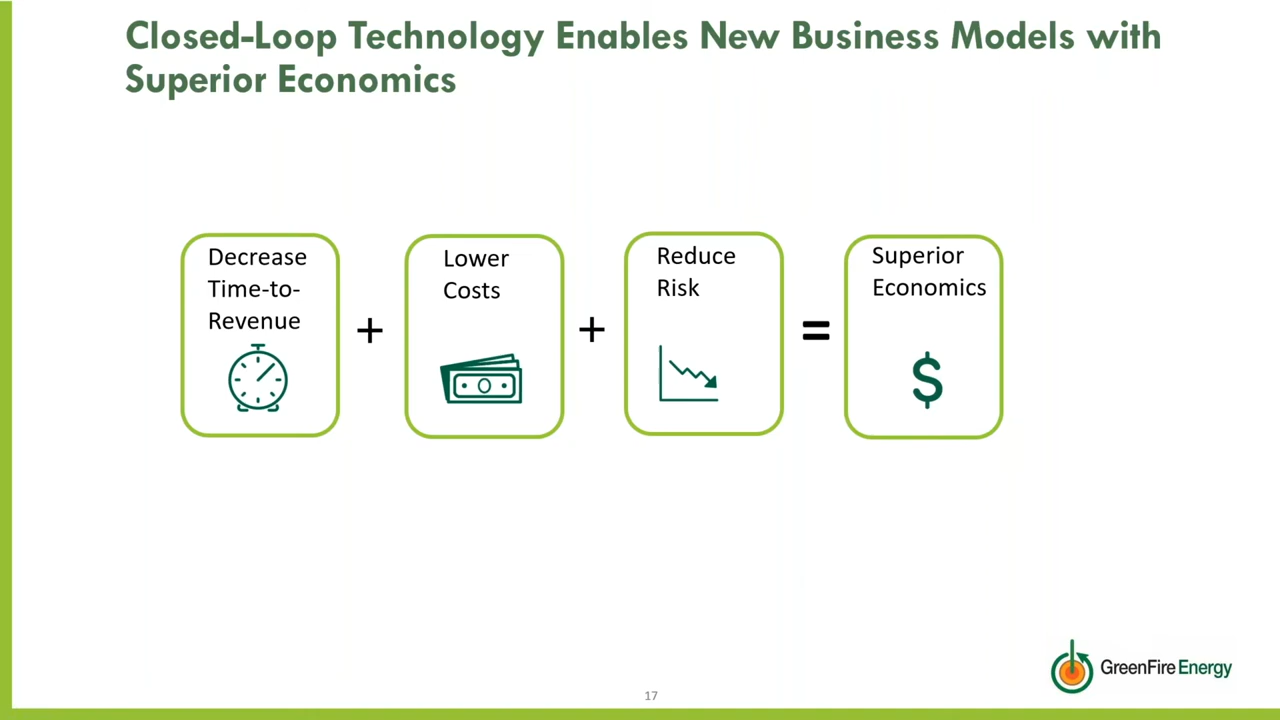 Closed-Loop Technology Enables New Business Models with
Superior Economics
Decrease
Time-to-
Revenue
+
Lower
Costs
+
Reduce
Risk
=
Superior
Economics
$
GreenFire Energy
17